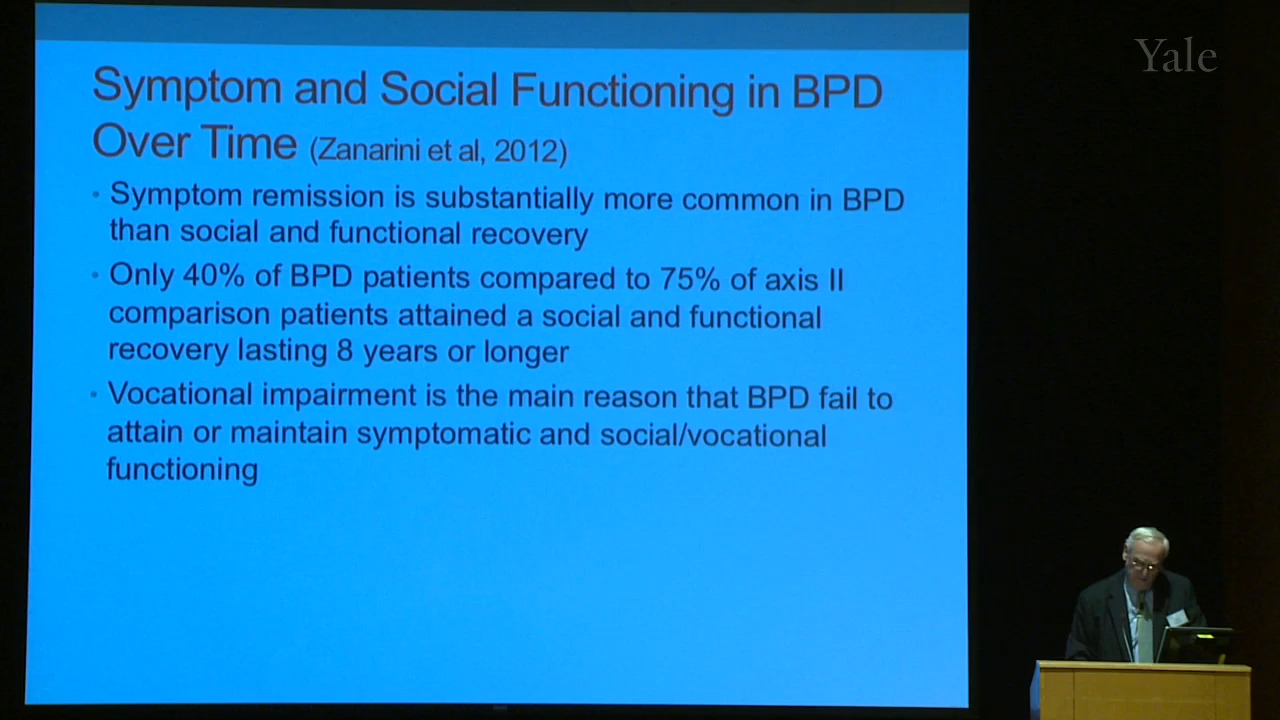 Yale
Symptom and Social Functioning in BPD
Over Time (Zanarini et al, 2012)
• Symptom remission is substantially more common in BPD
than social and functional recovery
• Only 40% of BPD patients compared to 75% of axis II
comparison patients attained a social and functional
recovery lasting 8 years or longer
• Vocational impairment is the main reason that BPD fail to
attain or maintain symptomatic and social/vocational
functioning